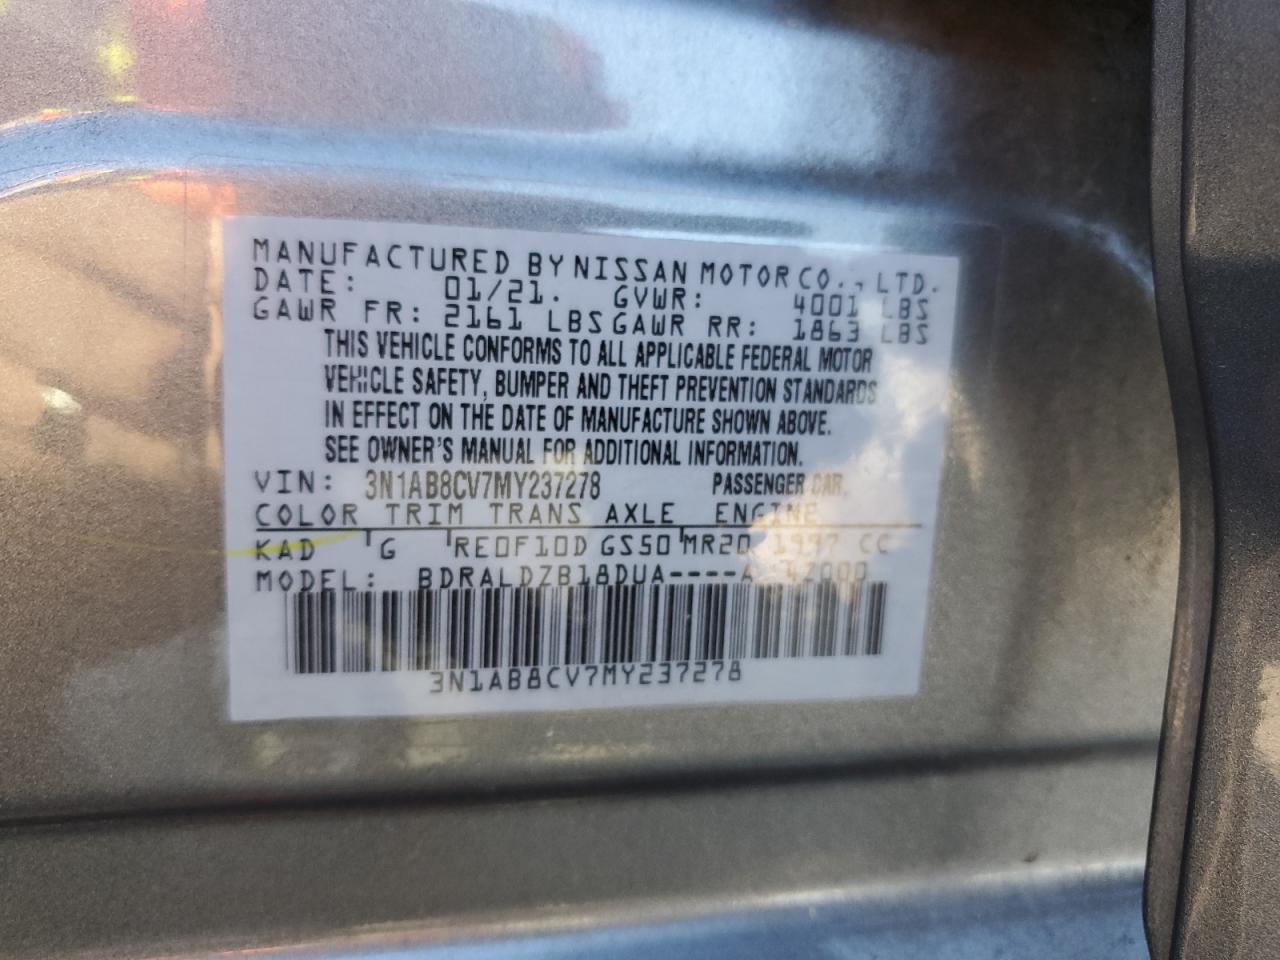 MANUFACTURED BY NISSAN MOTOR CO., LTD.
DATE: 01/21. GVWR: 4001 LBS
GAWR FR: 2161 LBS GAWR RR: 1863 LBS
THIS VEHICLE CONFORMS TO ALL APPLICABLE FEDERAL MOTOR
VEHICLE SAFETY, BUMPER AND THEFT PREVENTION STANDARDS
IN EFFECT ON THE DATE OF MANUFACTURE SHOWN ABOVE.
SEE OWNER'S MANUAL FOR ADDITIONAL INFORMATION.
VIN: 3N1AB8CV7MY237278 PASSENGER CAR.
COLOR TRIM TRANS AXLE ENGINE
KAD G RE0F10D GS50 MR20 1997 CC
MODEL: BDRALDZB18DUA----A
3N1AB8CV7MY237278